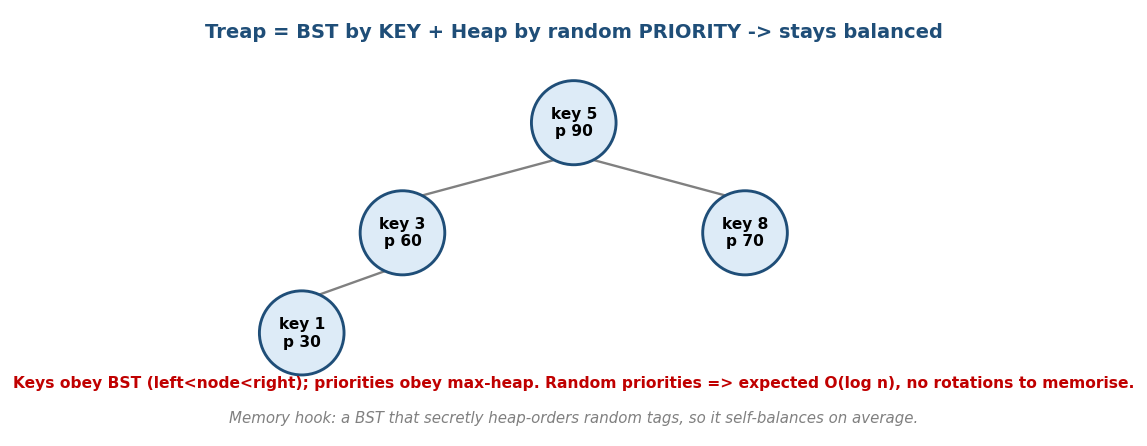 Treap = BST by KEY + Heap by random PRIORITY -> stays balanced
key 5
p 90
key 3
p 60
key 8
p 70
key 1
p 30
Keys obey BST (left<node<right); priorities obey max-heap. Random priorities => expected O(log n), no rotations to memorise.
Memory hook: a BST that secretly heap-orders random tags, so it self-balances on average.